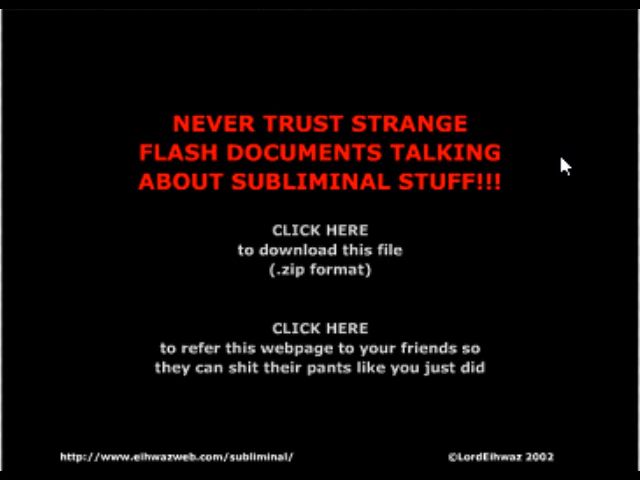 NEVER TRUST STRANGE
FLASH DOCUMENTS TALKING
ABOUT SUBLIMINAL STUFF!!!
CLICK HERE
to download this file
(.zip format)
CLICK HERE
to refer this webpage to your friends so
they can shit their pants like you just did
http://www.eihwazweb.com/subliminal/
©LordEihwaz 2002